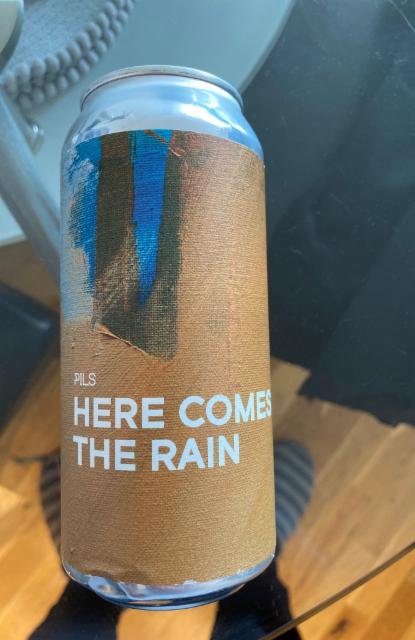 PILS
HERE COMES
THE RAIN